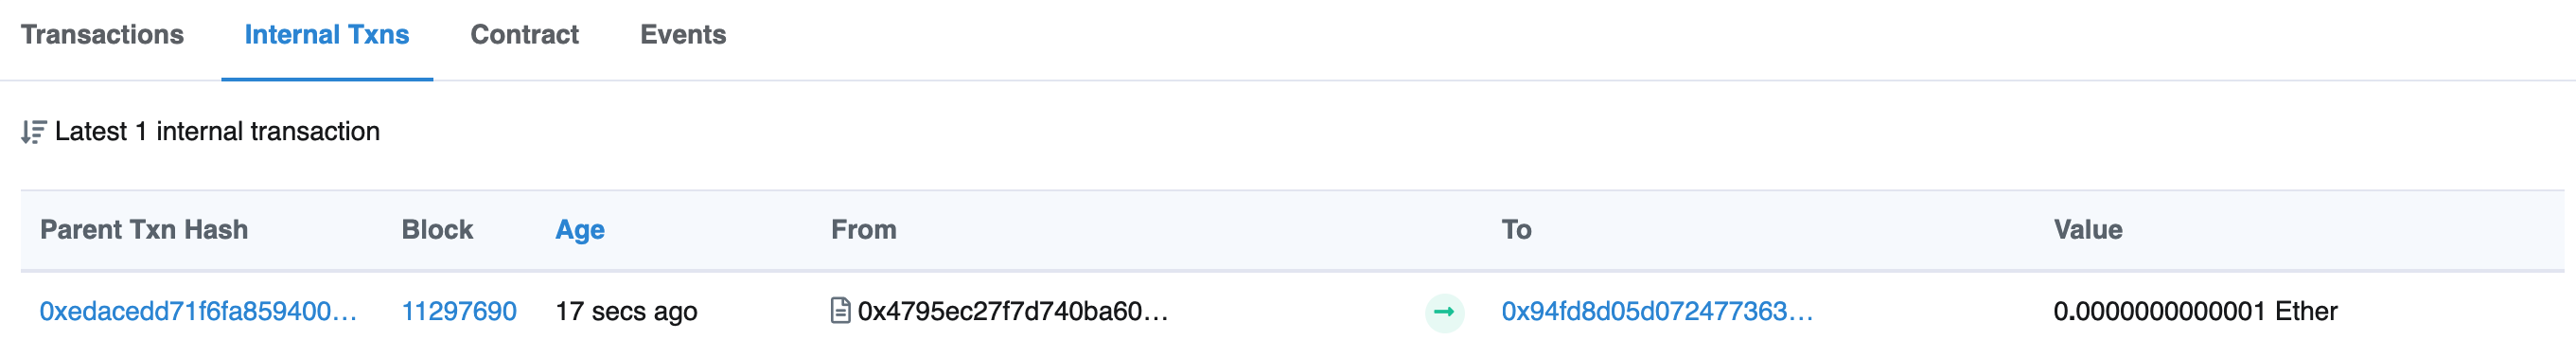 Transactions Internal Txns Contract Events
Latest 1 internal transaction
Parent Txn Hash Block Age From To Value
0xedacedd71f6fa859400... 11297690 17 secs ago 0x4795ec27f7d740ba60... 0x94fd8d05d072477363... 0.0000000000001 Ether